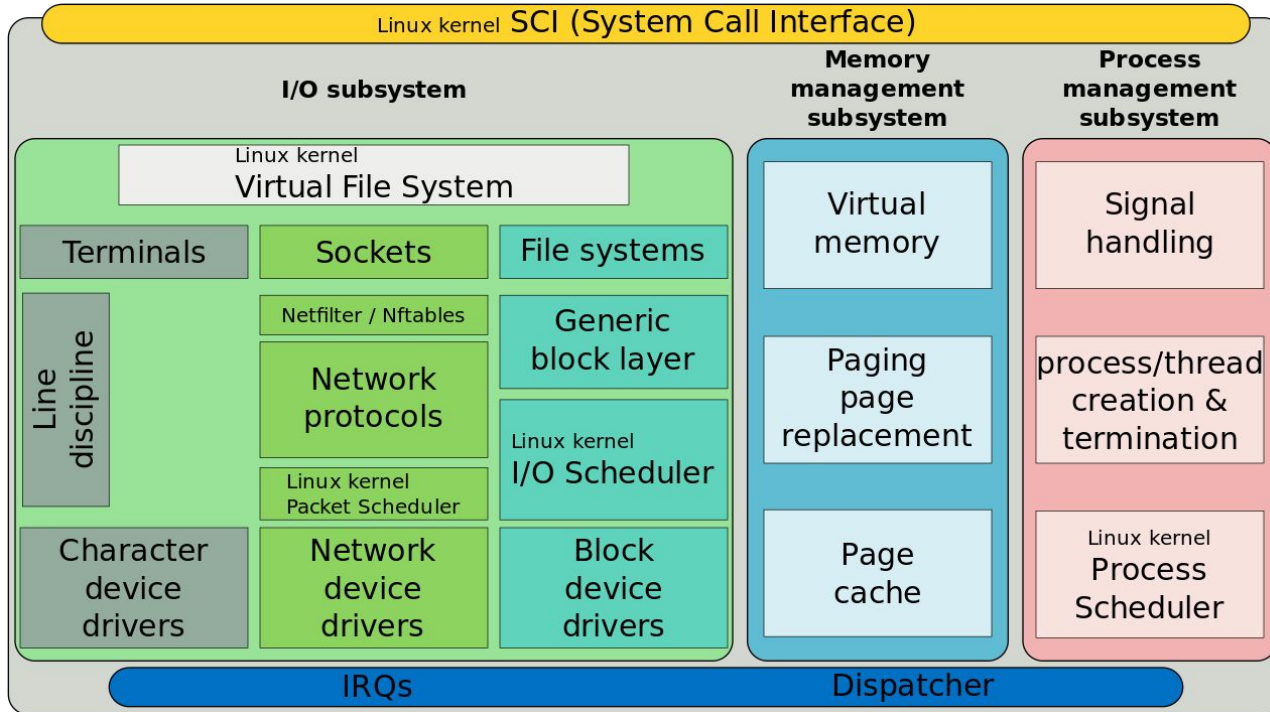 Linux kernel SCI (System Call Interface)
I/O subsystem
Memory
management
subsystem
Process
management
subsystem
Linux kernel
Virtual File System
Terminals
Sockets
File systems
Line
discipline
Netfilter / Nftables
Network
protocols
Linux kernel
Packet Scheduler
Generic
block layer
Linux kernel
I/O Scheduler
Character
device
drivers
Network
device
drivers
Block
device
drivers
Virtual
memory
Paging
page
replacement
Page
cache
Signal
handling
process/thread
creation &
termination
Linux kernel
Process
Scheduler
IRQs
Dispatcher